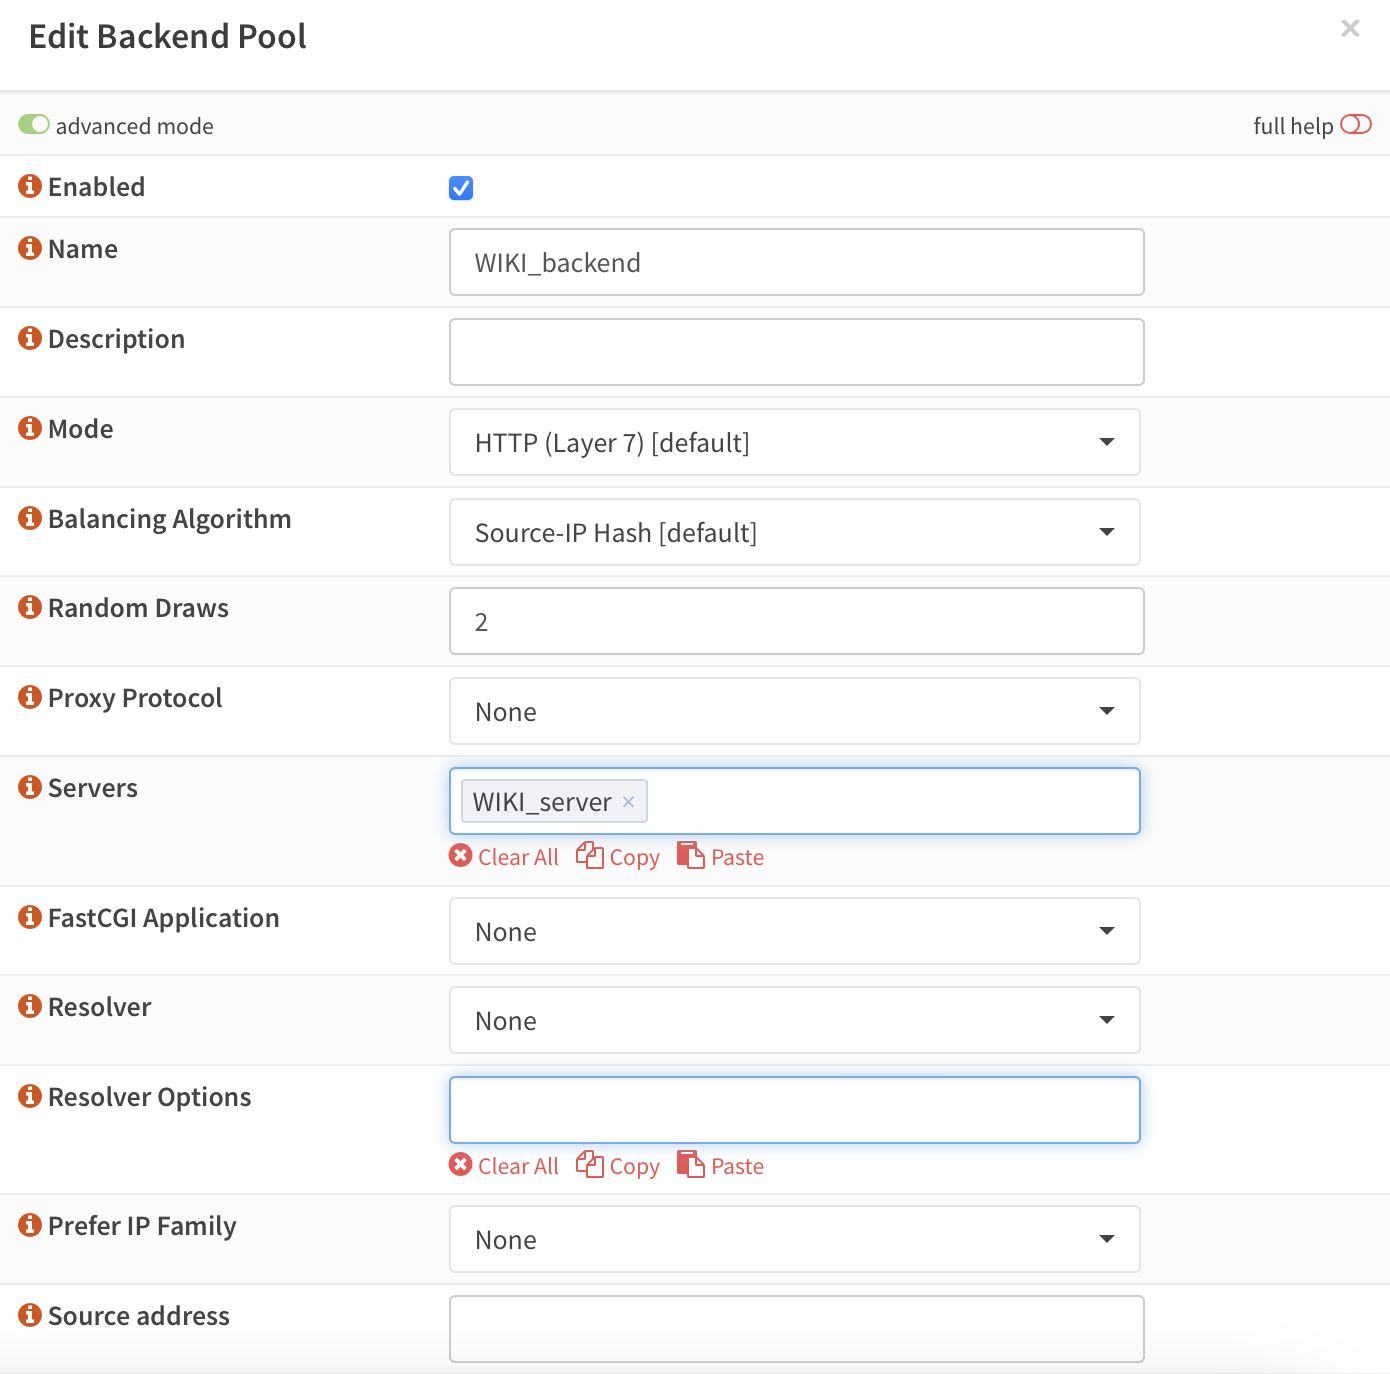 Edit Backend Pool
×
advanced mode
full help
Enabled
Name
WIKI_backend
Description
Mode
HTTP (Layer 7) [default]
Balancing Algorithm
Source-IP Hash [default]
Random Draws
2
Proxy Protocol
None
Servers
WIKI_server ×
Clear All Copy Paste
FastCGI Application
None
Resolver
None
Resolver Options
Clear All Copy Paste
Prefer IP Family
None
Source address